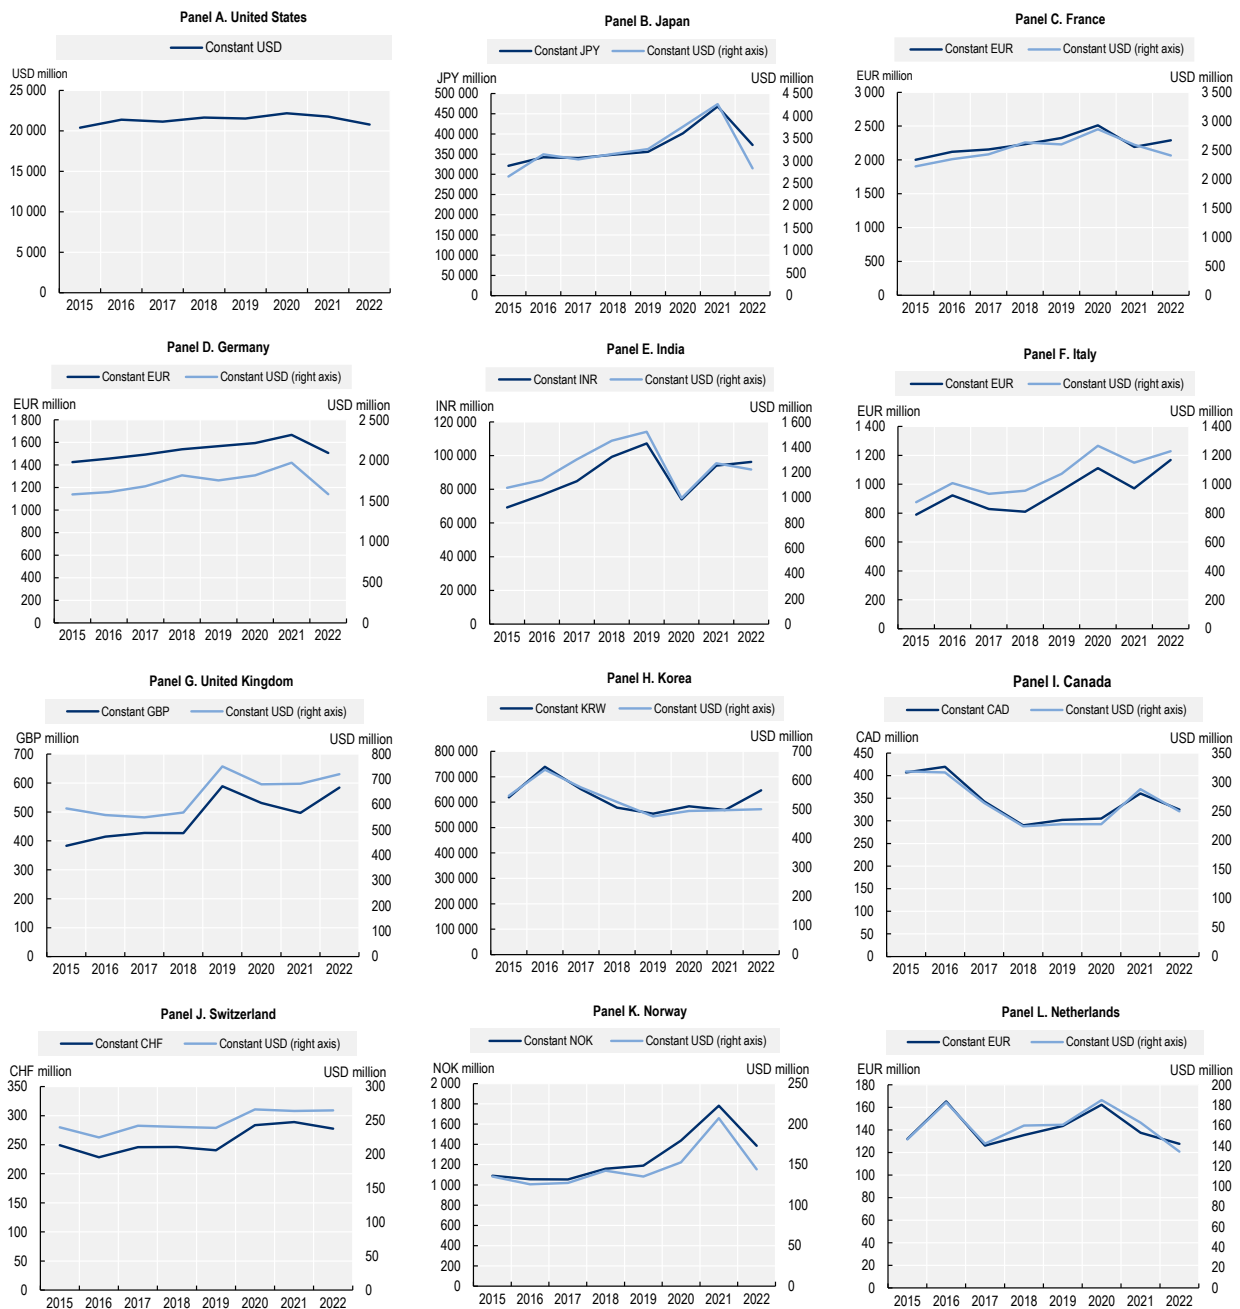 Panel A. United States
Constant USD
USD million
25 000
20 000
15 000
10 000
5 000
0
2015 2016 2017 2018 2019 2020 2021 2022
Panel B. Japan
Constant JPY Constant USD (right axis)
JPY million USD million
500 000 4 500
450 000 4 000
400 000 3 500
350 000 3 000
300 000 2 500
250 000 2 000
200 000 1 500
150 000 1 000
100 000 500
50 000 0
0
2015 2016 2017 2018 2019 2020 2021 2022
Panel C. France
Constant EUR Constant USD (right axis)
EUR million USD million
3 000 3 500
2 500 3 000
2 000 2 500
1 500 2 000
1 000 1 500
500 1 000
0 500
0
2015 2016 2017 2018 2019 2020 2021 2022
Panel D. Germany
Constant EUR Constant USD (right axis)
EUR million USD million
1 800 2 500
1 600 2 000
1 400 1 500
1 200 1 000
1 000 500
800 0
600
400
200
0
2015 2016 2017 2018 2019 2020 2021 2022
Panel E. India
Constant INR Constant USD (right axis)
INR million USD million
120 000 1 600
100 000 1 400
80 000 1 200
60 000 1 000
40 000 800
20 000 600
0 400
200
0
2015 2016 2017 2018 2019 2020 2021 2022
Panel F. Italy
Constant EUR Constant USD (right axis)
EUR million USD million
1 400 1 400
1 200 1 200
1 000 1 000
800 800
600 600
400 400
200 200
0 0
2015 2016 2017 2018 2019 2020 2021 2022
Panel G. United Kingdom
Constant GBP Constant USD (right axis)
GBP million USD million
700 800
600 700
500 600
400 500
300 400
200 300
100 200
0 100
0
2015 2016 2017 2018 2019 2020 2021 2022
Panel H. Korea
Constant KRW Constant USD (right axis)
USD million
800 000 700
700 000 600
600 000 500
500 000 400
400 000 300
300 000 200
200 000 100
100 000 0
0
2015 2016 2017 2018 2019 2020 2021 2022
Panel I. Canada
Constant CAD Constant USD (right axis)
CAD million USD million
450 350
400 300
350 250
300 200
250 150
200 100
150 50
100 0
50
0
2015 2016 2017 2018 2019 2020 2021 2022
Panel J. Switzerland
Constant CHF Constant USD (right axis)
CHF million USD million
350 300
300 250
250 200
200 150
150 100
100 50
50 0
0
2015 2016 2017 2018 2019 2020 2021 2022
Panel K. Norway
Constant NOK Constant USD (right axis)
NOK million USD million
2 000 250
1 800 200
1 600 150
1 400 100
1 200 50
1 000 0
800
600
400
200
0
2015 2016 2017 2018 2019 2020 2021 2022
Panel L. Netherlands
Constant EUR Constant USD (right axis)
EUR million USD million
180 200
160 180
140 160
120 140
100 120
80 100
60 80
40 60
20 40
0 20
0
2015 2016 2017 2018 2019 2020 2021 2022